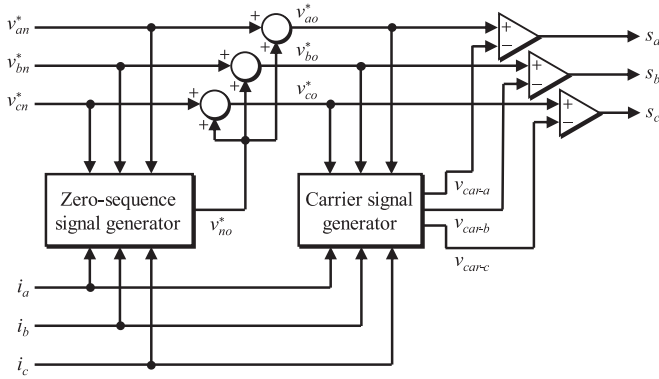 v*an
v*bn
v*cn
+
+
+
+
+
+
v*ao
v*bo
v*co
+
−
+
−
+
−
sa
sb
sc
Zero-sequence
signal generator
v*no
Carrier signal
generator
vcar-a
vcar-b
vcar-c
ia
ib
ic